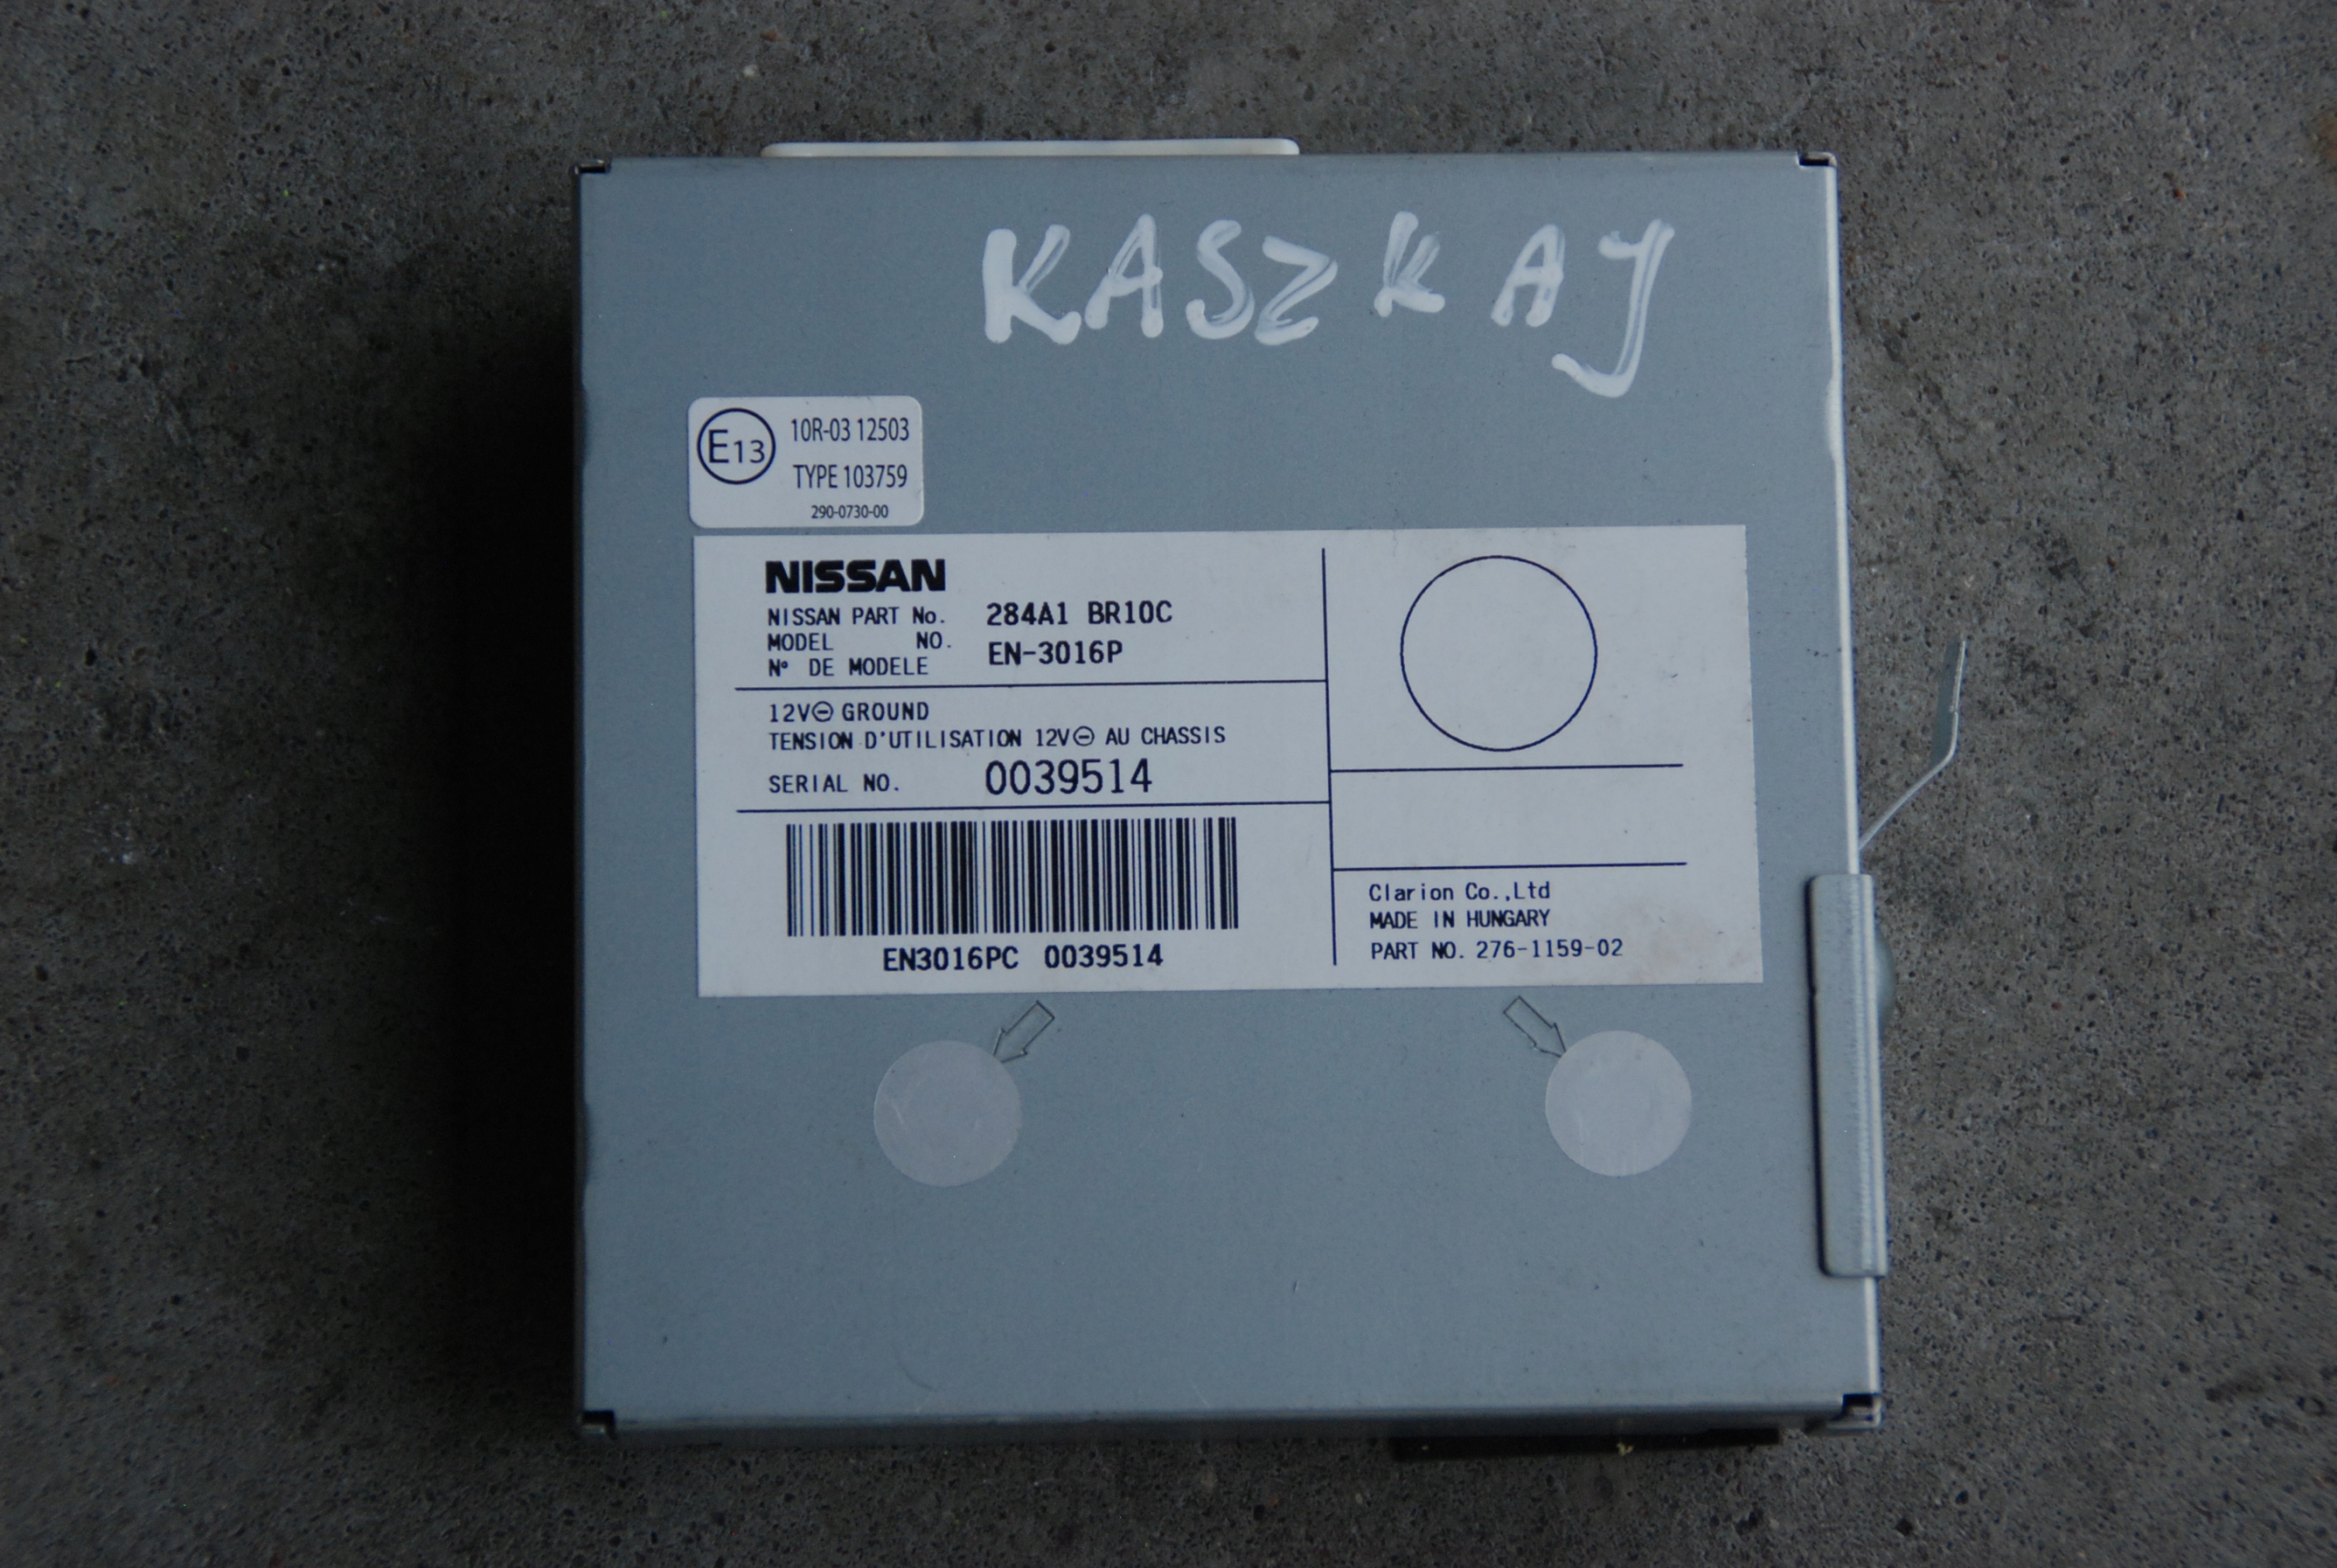 KASZKAJ
E13
10R-03 12503
TYPE 103759
290-0730-00
NISSAN
NISSAN PART No. 284A1 BR10C
MODEL NO.
N° DE MODELE EN-3016P
12V⊖ GROUND
TENSION D'UTILISATION 12V⊖ AU CHASSIS
SERIAL NO. 0039514
EN3016PC 0039514
Clarion Co.,Ltd
MADE IN HUNGARY
PART NO. 276-1159-02